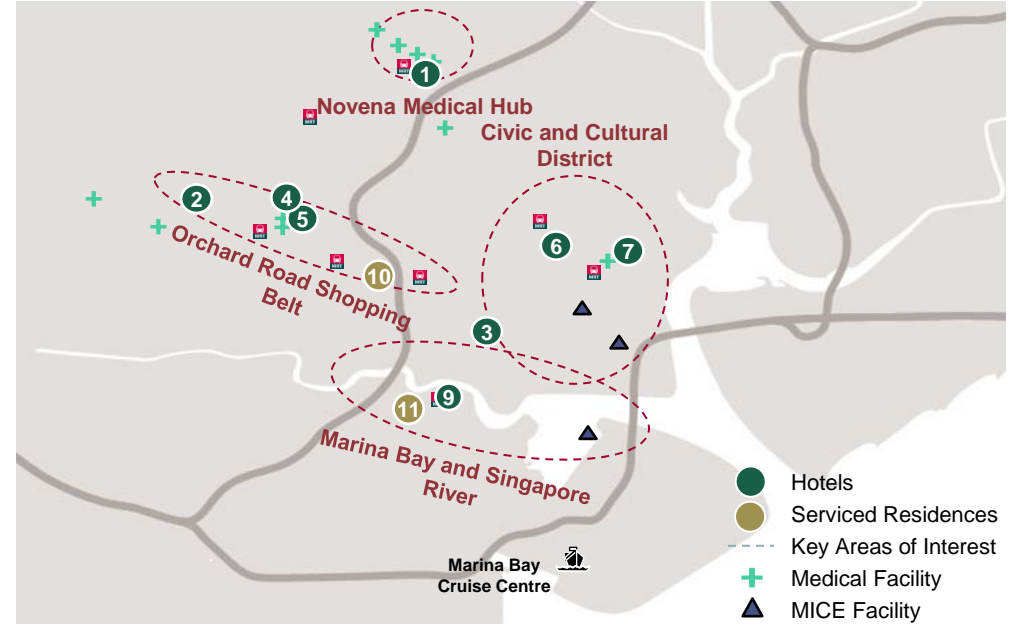 1
Novena Medical Hub
Civic and Cultural
District
2
4
5
6
7
Orchard Road Shopping
Belt
10
3
9
11
Marina Bay and Singapore
River
Marina Bay
Cruise Centre
Hotels
Serviced Residences
Key Areas of Interest
Medical Facility
MICE Facility